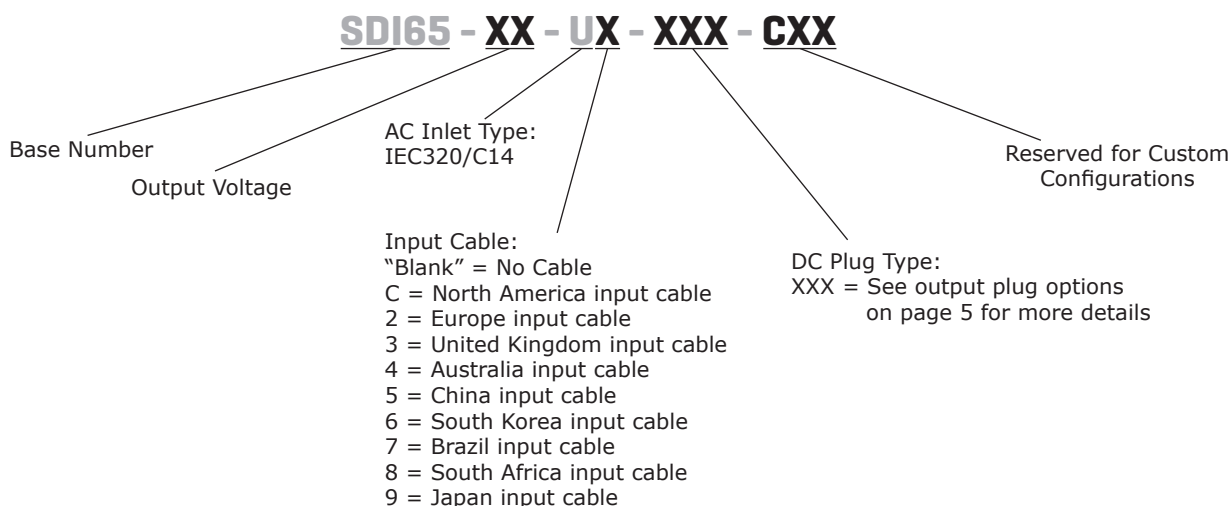 SDI65 - XX - UX - XXX - CXX
Base Number
Output Voltage
AC Inlet Type:
IEC320/C14
Input Cable:
“Blank” = No Cable
C = North America input cable
2 = Europe input cable
3 = United Kingdom input cable
4 = Australia input cable
5 = China input cable
6 = South Korea input cable
7 = Brazil input cable
8 = South Africa input cable
9 = Japan input cable
DC Plug Type:
XXX = See output plug options
on page 5 for more details
Reserved for Custom
Configurations